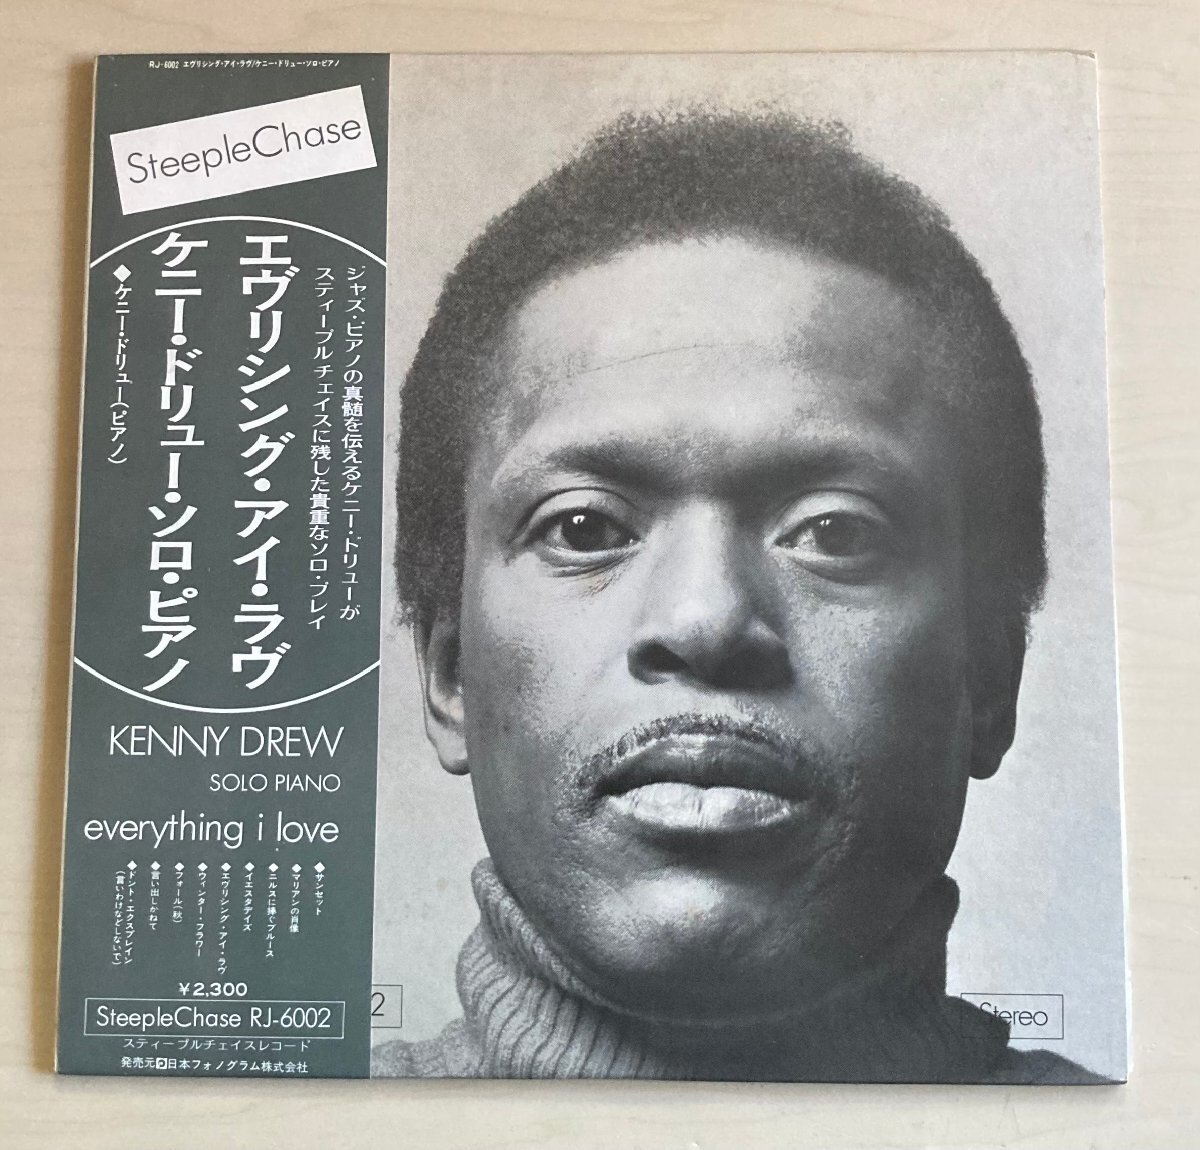 RJ-6002 エヴリシング・アイ・ラヴ/ケニー・ドリュー・ソロ・ピアノ
SteepleChase
ジャズ・ピアノの真髄を伝えるケニー・ドリューが
スティープルチェイスに残した貴重なソロ・プレイ
エヴリシング・アイ・ラヴ
ケニー・ドリュー・ソロ・ピアノ
◆ケニー・ドリュー(ピアノ)
KENNY DREW
SOLO PIANO
everything i love
◆サンセット
◆マリアンの肖像
◆ニルスに捧ぐブルース
◆イエスタデイズ
◆エヴリシング・アイ・ラヴ
◆ウィンター・フラワー
◆フォール(秋)
◆言い出しかねて
◆ドント・エクスプレイン
(言いわけなどしないで)
¥2,300
SteepleChase RJ-6002
スティープルチェイスレコード
発売元 日本フォノグラム株式会社
2
Stereo